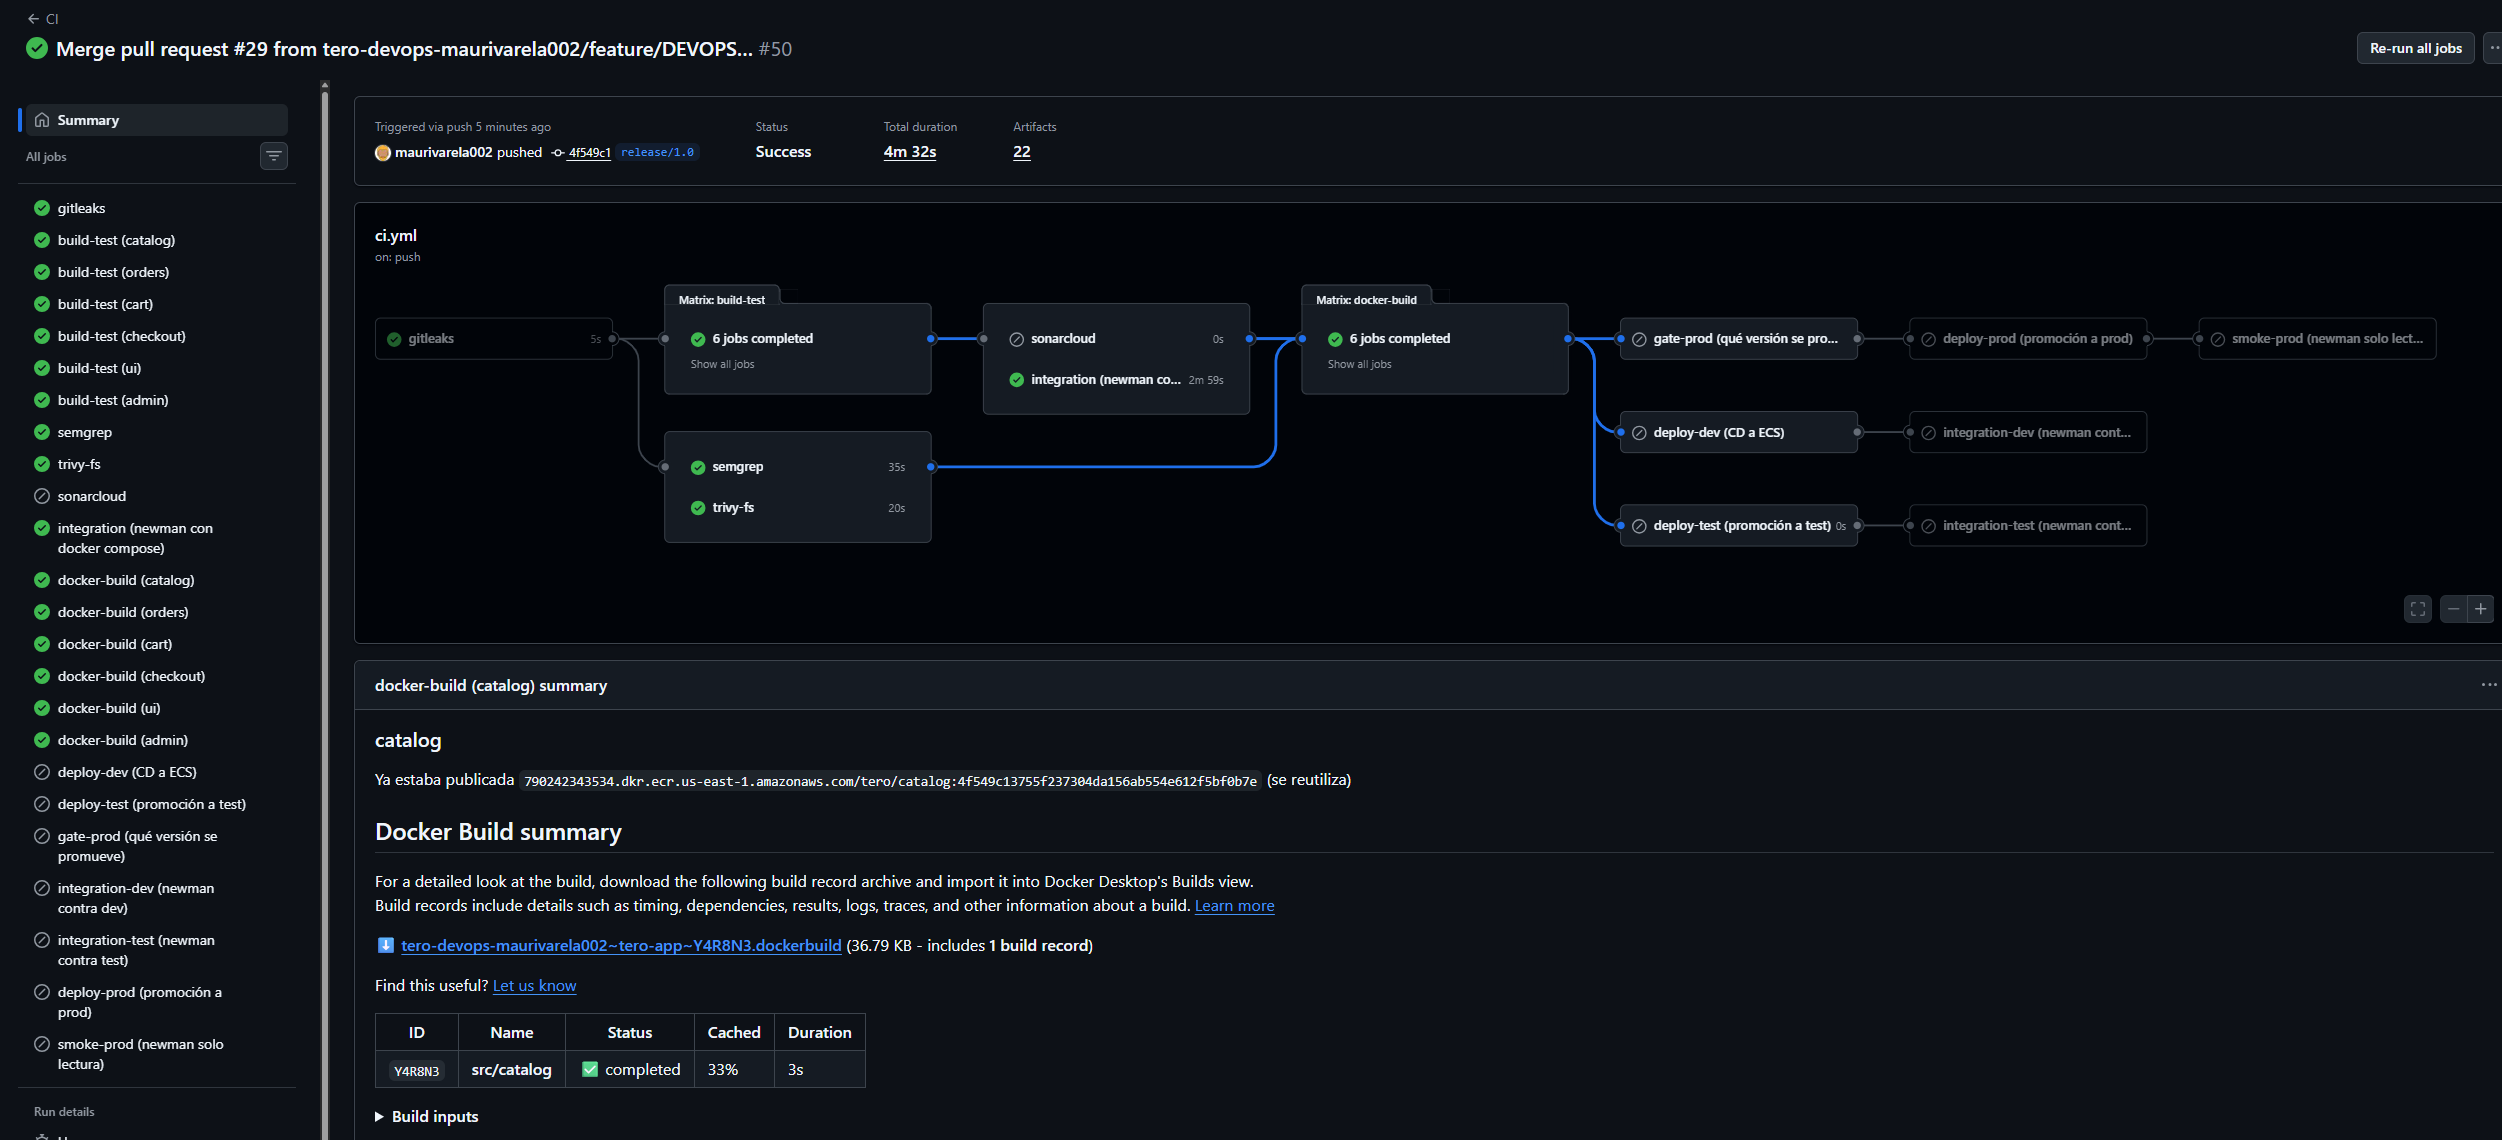 CI
Merge pull request #29 from tero-devops-maurivarela002/feature/DEVOPS... #50
Re-run all jobs
Summary
All jobs
gitleaks
build-test (catalog)
build-test (orders)
build-test (cart)
build-test (checkout)
build-test (ui)
build-test (admin)
semgrep
trivy-fs
sonarcloud
integration (newman con
docker compose)
docker-build (catalog)
docker-build (orders)
docker-build (cart)
docker-build (checkout)
docker-build (ui)
docker-build (admin)
deploy-dev (CD a ECS)
deploy-test (promoción a test)
gate-prod (qué versión se
promueve)
integration-dev (newman
contra dev)
integration-test (newman
contra test)
deploy-prod (promoción a
prod)
smoke-prod (newman solo
lectura)
Run details
Triggered via push 5 minutes ago
maurivarela002 pushed 4f549c1 release/1.0
Status
Success
Total duration
4m 32s
Artifacts
22
ci.yml
on: push
gitleaks 5s
Matrix: build-test
6 jobs completed
Show all jobs
semgrep 35s
trivy-fs 20s
sonarcloud 0s
integration (newman co... 2m 59s
Matrix: docker-build
6 jobs completed
Show all jobs
gate-prod (qué versión se pro...
deploy-prod (promoción a prod)
smoke-prod (newman solo lect...
deploy-dev (CD a ECS)
integration-dev (newman cont...
deploy-test (promoción a test) 0s
integration-test (newman cont...
docker-build (catalog) summary
catalog
Ya estaba publicada 790242343534.dkr.ecr.us-east-1.amazonaws.com/tero/catalog:4f549c13755f237304da156ab554e612f5bf0b7e (se reutiliza)
Docker Build summary
For a detailed look at the build, download the following build record archive and import it into Docker Desktop's Builds view.
Build records include details such as timing, dependencies, results, logs, traces, and other information about a build. Learn more
tero-devops-maurivarela002~tero-app~Y4R8N3.dockerbuild (36.79 KB - includes 1 build record)
Find this useful? Let us know
ID Name Status Cached Duration
Y4R8N3 src/catalog completed 33% 3s
Build inputs